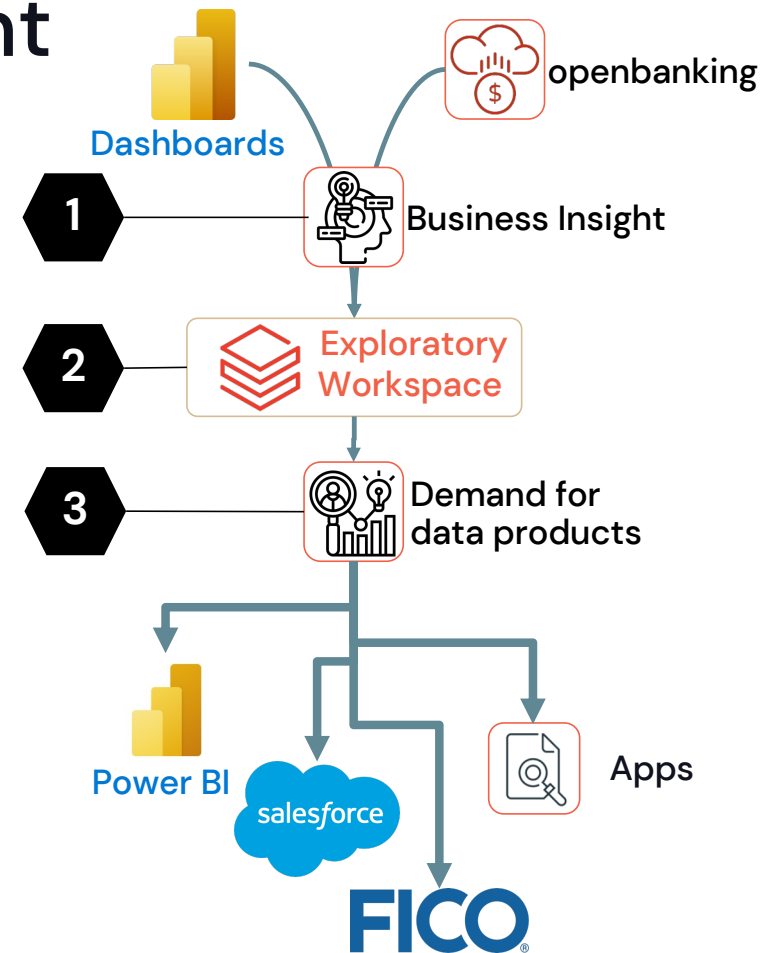 nt
openbanking
Dashboards
1
Business Insight
2
Exploratory
Workspace
3
Demand for
data products
Power BI
salesforce
Apps
FICO®